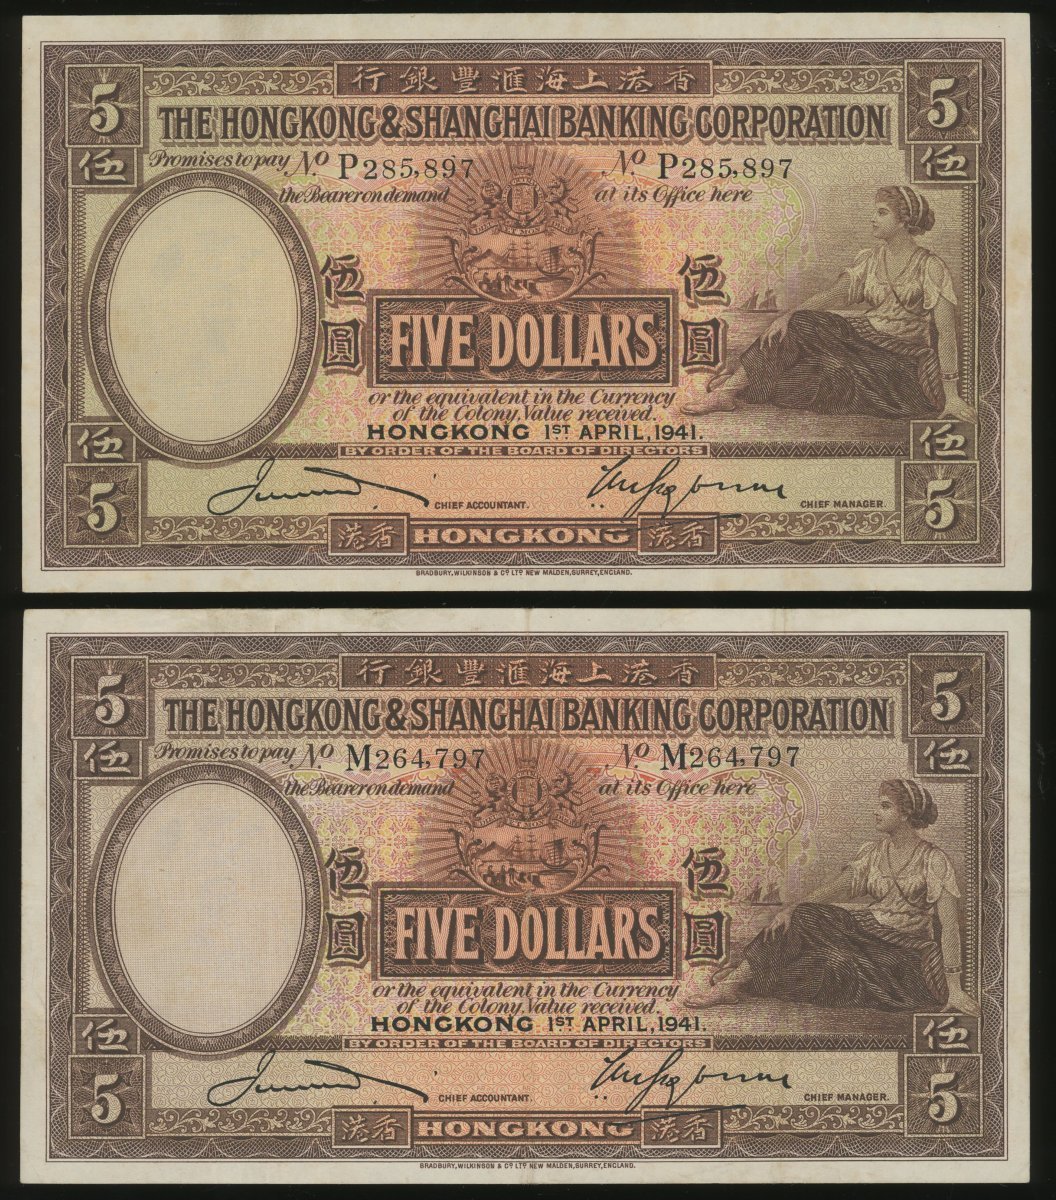 行銀豐滙海上港香
5 5
THE HONGKONG & SHANGHAI BANKING CORPORATION
伍 伍
Promises to pay No. P285,897 No. P285,897
the Bearer on demand at its Office here
伍圓 伍圓
FIVE DOLLARS
or the equivalent in the Currency
of the Colony, Value received.
HONGKONG 1ST APRIL, 1941.
伍 伍
BY ORDER OF THE BOARD OF DIRECTORS
5 5
CHIEF ACCOUNTANT. CHIEF MANAGER.
港香 HONGKONG 港香
BRADBURY, WILKINSON & Cº LTD NEW MALDEN, SURREY, ENGLAND.
行銀豐滙海上港香
5 5
THE HONGKONG & SHANGHAI BANKING CORPORATION
伍 伍
Promises to pay No. M264,797 No. M264,797
the Bearer on demand at its Office here
伍圓 伍圓
FIVE DOLLARS
or the equivalent in the Currency
of the Colony, Value received.
HONGKONG 1ST APRIL, 1941.
伍 伍
BY ORDER OF THE BOARD OF DIRECTORS
5 5
CHIEF ACCOUNTANT. CHIEF MANAGER.
港香 HONGKONG 港香
BRADBURY, WILKINSON & Cº LTD NEW MALDEN, SURREY, ENGLAND.